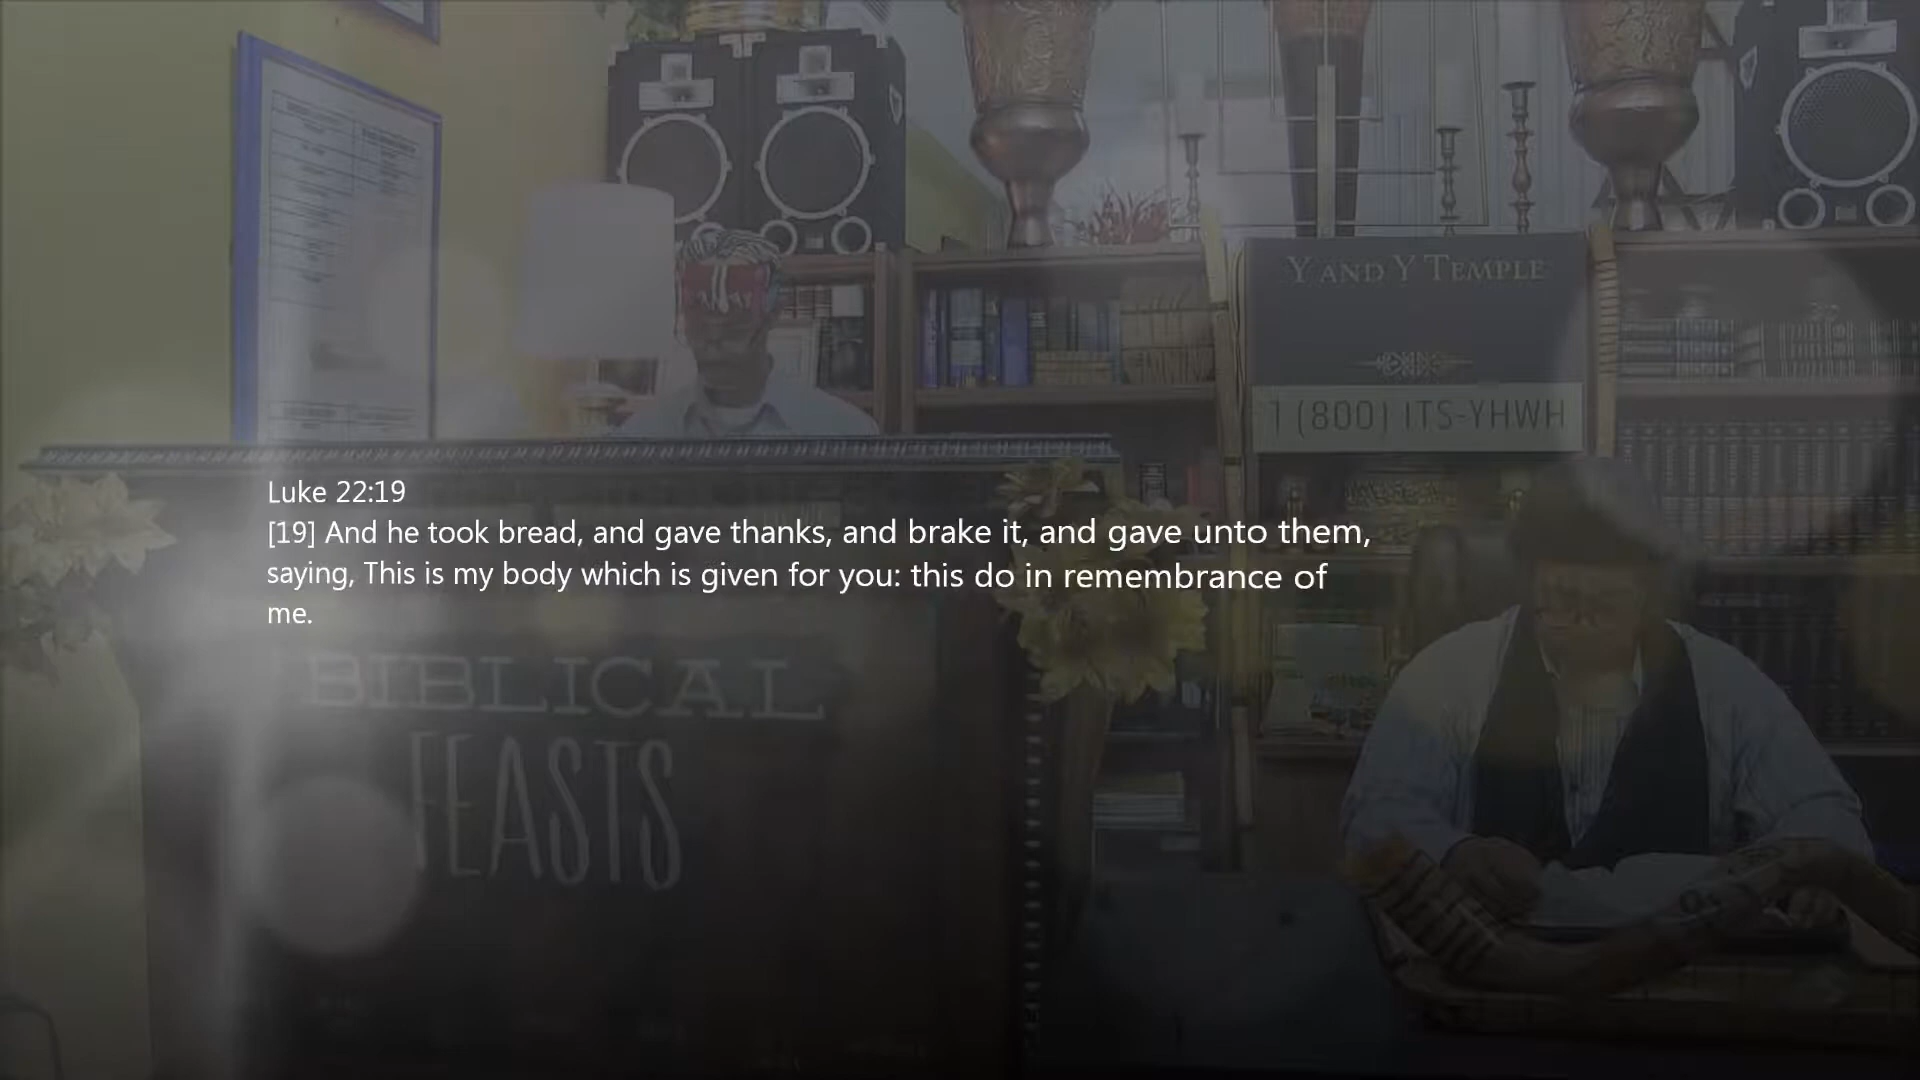 Y AND Y TEMPLE
1 (800) ITS-YHWH
Luke 22:19
[19] And he took bread, and gave thanks, and brake it, and gave unto them,
saying, This is my body which is given for you: this do in remembrance of
me.
BIBLICAL
FEASTS